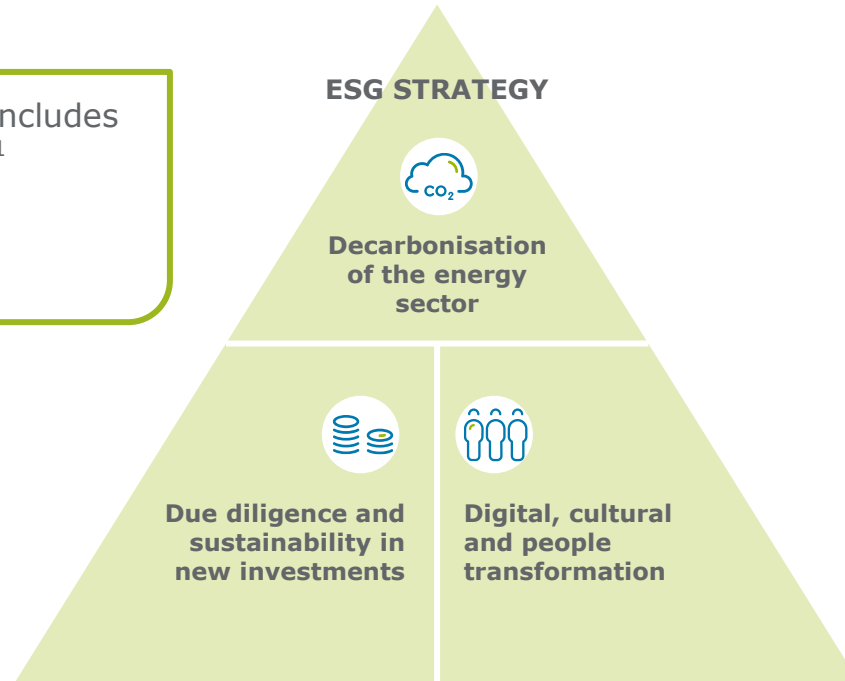 ncludes
1
ESG STRATEGY
CO2
Decarbonisation
of the energy
sector
Due diligence and
sustainability in
new investments
Digital, cultural
and people
transformation